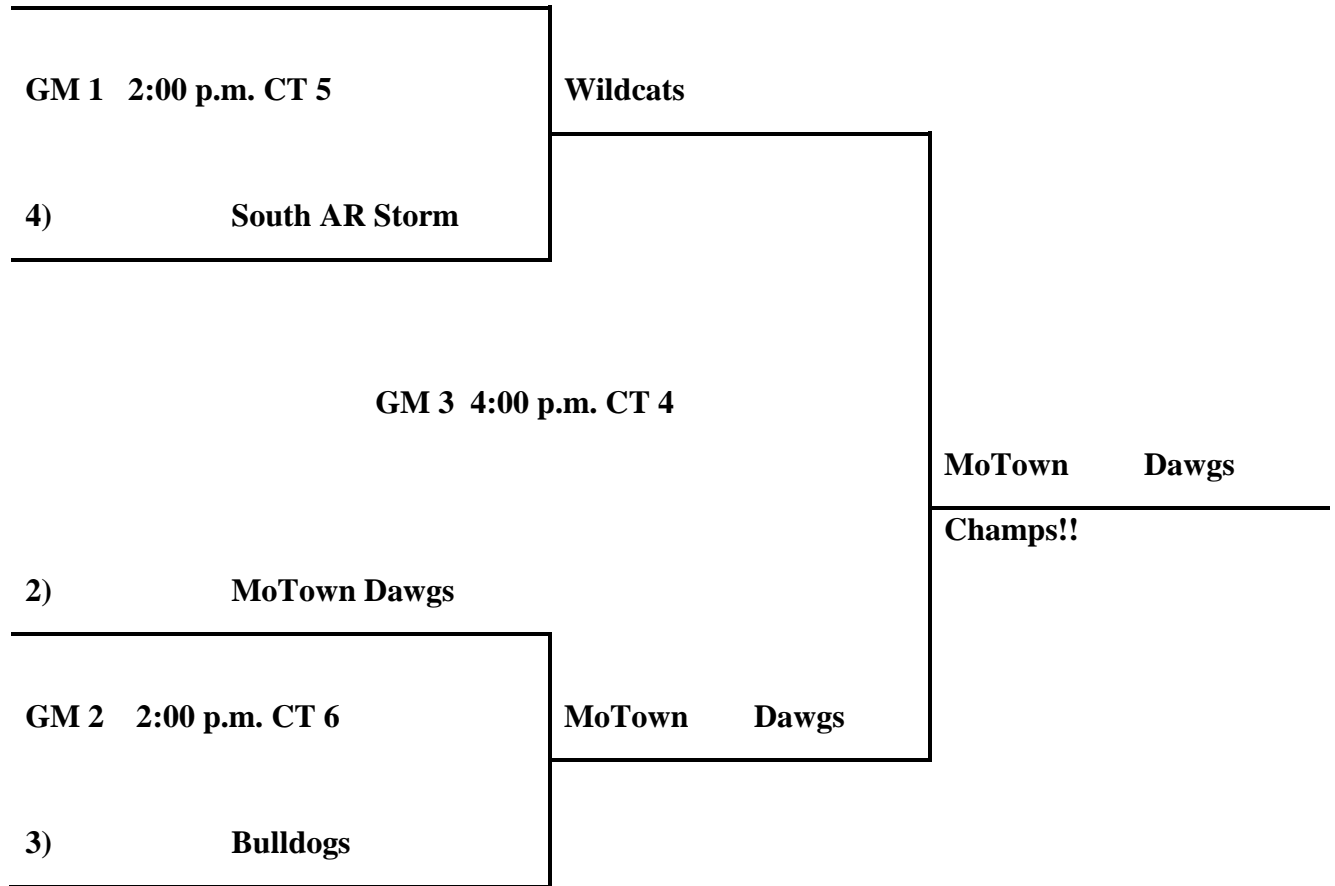 GM 1 2:00 p.m. CT 5
Wildcats
4) South AR Storm
GM 3 4:00 p.m. CT 4
MoTown Dawgs
Champs!!
2) MoTown Dawgs
GM 2 2:00 p.m. CT 6
MoTown Dawgs
3) Bulldogs